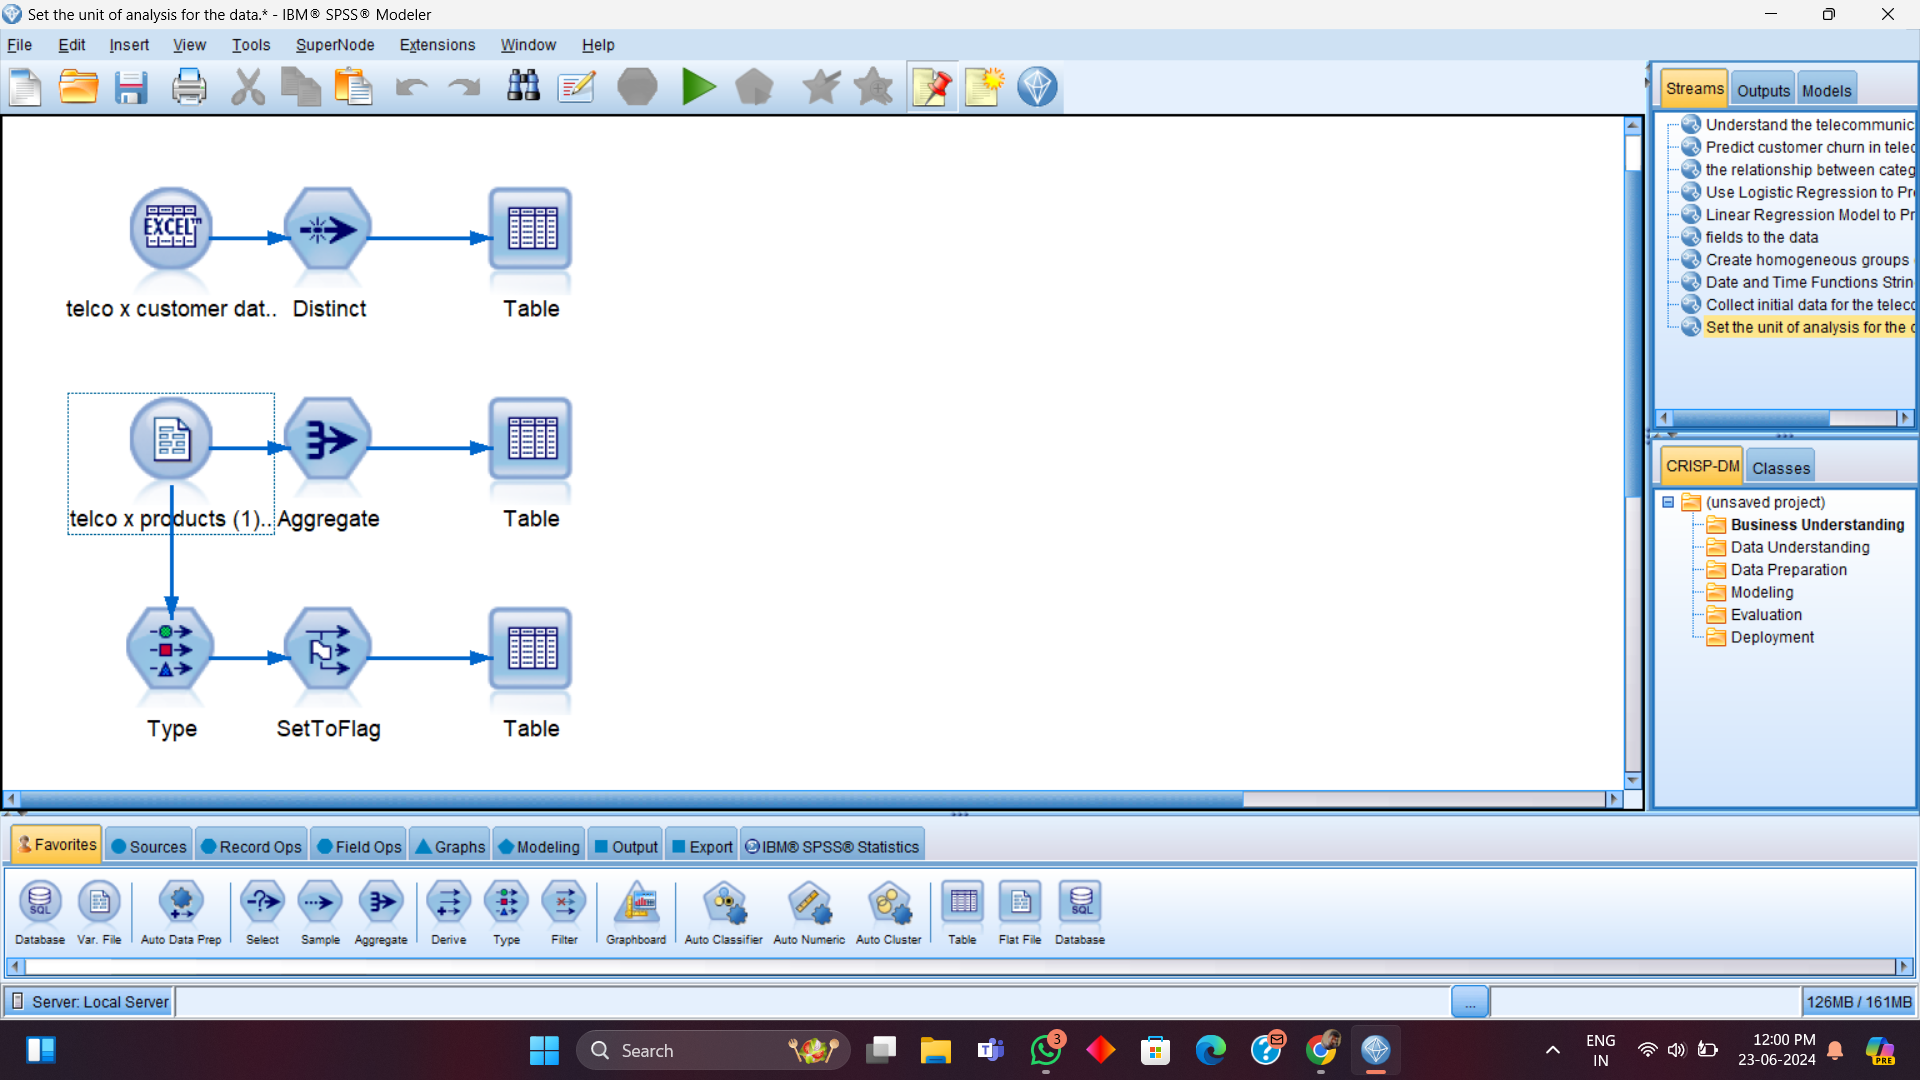 Set the unit of analysis for the data.* - IBM® SPSS® Modeler
File Edit Insert View Tools SuperNode Extensions Window Help
Streams Outputs Models
Understand the telecommunic
Predict customer churn in telec
the relationship between categ
Use Logistic Regression to Pr
Linear Regression Model to Pr
fields to the data
Create homogeneous groups
Date and Time Functions Strin
Collect initial data for the telec
Set the unit of analysis for the
EXCEL™
telco x customer dat.. Distinct Table
telco x products (1).. Aggregate Table
Type SetToFlag Table
CRISP-DM Classes
(unsaved project)
Business Understanding
Data Understanding
Data Preparation
Modeling
Evaluation
Deployment
Favorites Sources Record Ops Field Ops Graphs Modeling Output Export IBM® SPSS® Statistics
SQL SQL
Database Var. File Auto Data Prep Select Sample Aggregate Derive Type Filter Graphboard Auto Classifier Auto Numeric Auto Cluster Table Flat File Database
Server: Local Server ... 126MB / 161MB
Search 3 ENG 12:00 PM
IN 23-06-2024 PRE